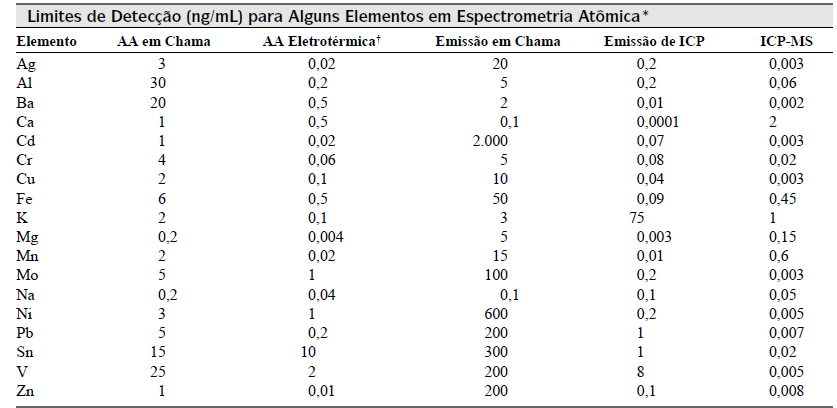 Limites de Detecção (ng/mL) para Alguns Elementos em Espectrometria Atômica*
Elemento AA em Chama AA Eletrotérmica† Emissão em Chama Emissão de ICP ICP-MS
Ag 3 0,02 20 0,2 0,003
Al 30 0,2 5 0,2 0,06
Ba 20 0,5 2 0,01 0,002
Ca 1 0,5 0,1 0,0001 2
Cd 1 0,02 2.000 0,07 0,003
Cr 4 0,06 5 0,08 0,02
Cu 2 0,1 10 0,04 0,003
Fe 6 0,5 50 0,09 0,45
K 2 0,1 3 75 1
Mg 0,2 0,004 5 0,003 0,15
Mn 2 0,02 15 0,01 0,6
Mo 5 1 100 0,2 0,003
Na 0,2 0,04 0,1 0,1 0,05
Ni 3 1 600 0,2 0,005
Pb 5 0,2 200 1 0,007
Sn 15 10 300 1 0,02
V 25 2 200 8 0,005
Zn 1 0,01 200 0,1 0,008